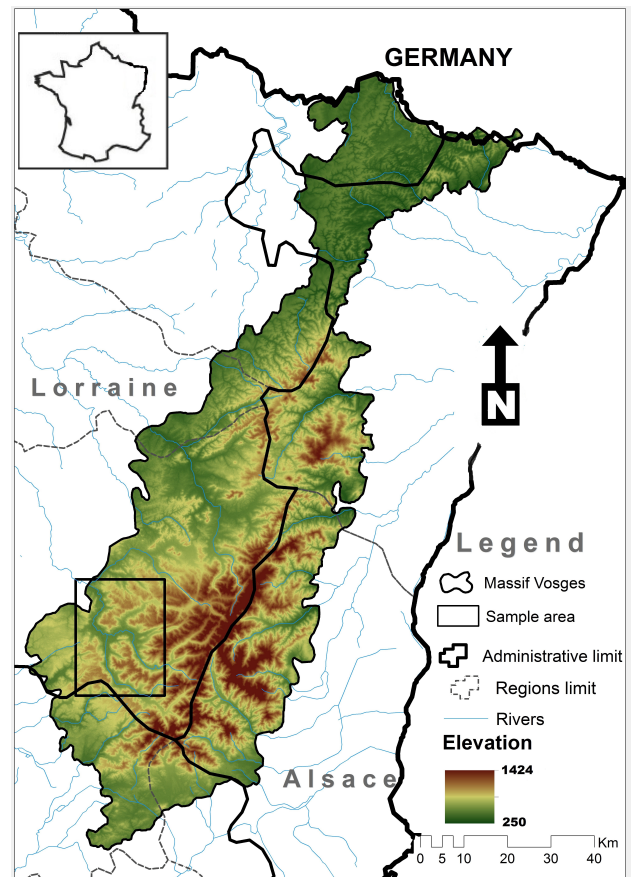 GERMANY
Lorraine
N
Legend
Massif Vosges
Sample area
Administrative limit
Regions limit
Rivers
Elevation
1424
250
Alsace
Km
0 5 10 20 30 40